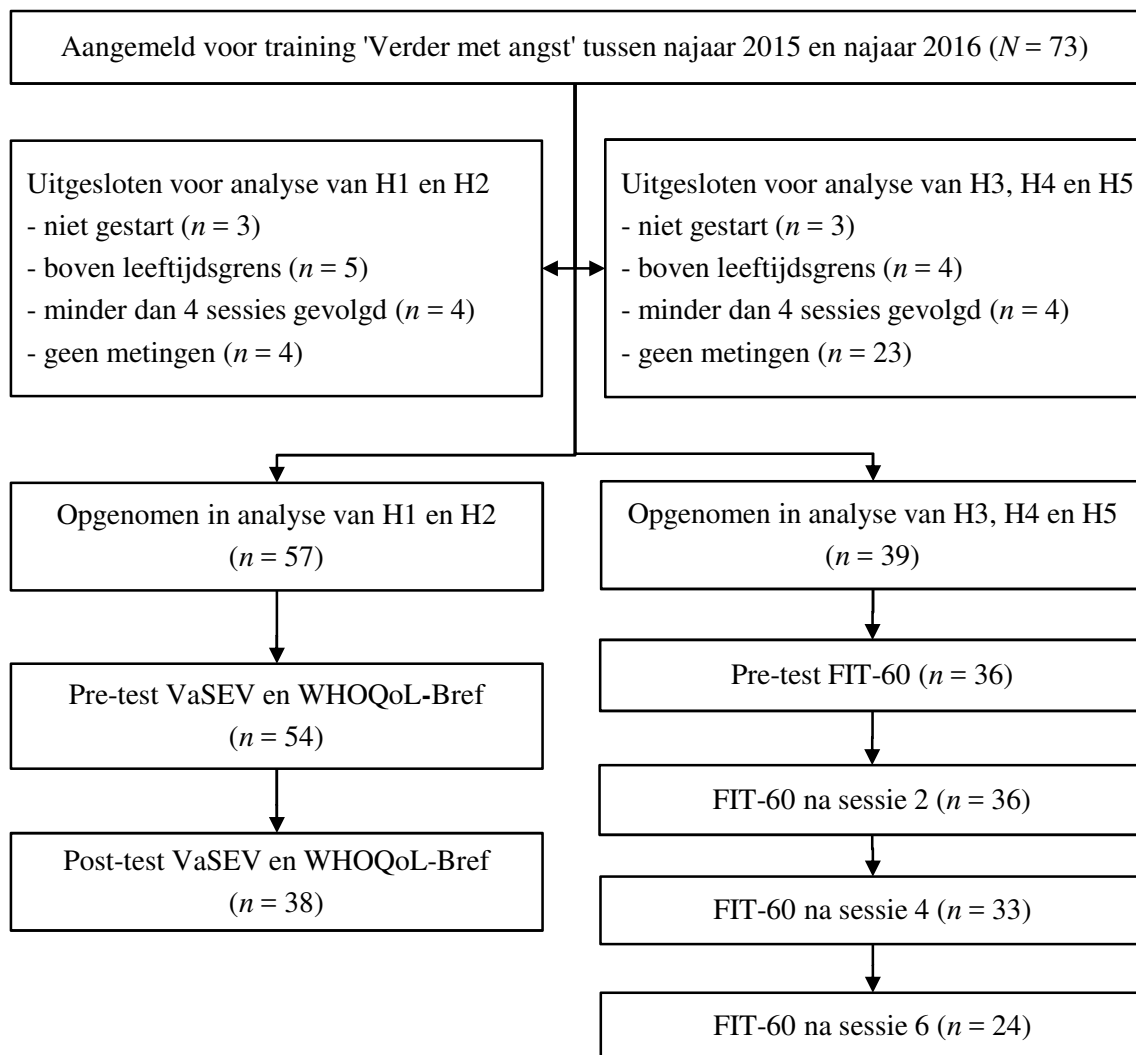 Aangemeld voor training 'Verder met angst' tussen najaar 2015 en najaar 2016 (N = 73)
Uitgesloten voor analyse van H1 en H2
- niet gestart (n = 3)
- boven leeftijdsgrens (n = 5)
- minder dan 4 sessies gevolgd (n = 4)
- geen metingen (n = 4)
Uitgesloten voor analyse van H3, H4 en H5
- niet gestart (n = 3)
- boven leeftijdsgrens (n = 4)
- minder dan 4 sessies gevolgd (n = 4)
- geen metingen (n = 23)
Opgenomen in analyse van H1 en H2
(n = 57)
Pre-test VaSEV en WHOQoL-Bref
(n = 54)
Post-test VaSEV en WHOQoL-Bref
(n = 38)
Opgenomen in analyse van H3, H4 en H5
(n = 39)
Pre-test FIT-60 (n = 36)
FIT-60 na sessie 2 (n = 36)
FIT-60 na sessie 4 (n = 33)
FIT-60 na sessie 6 (n = 24)